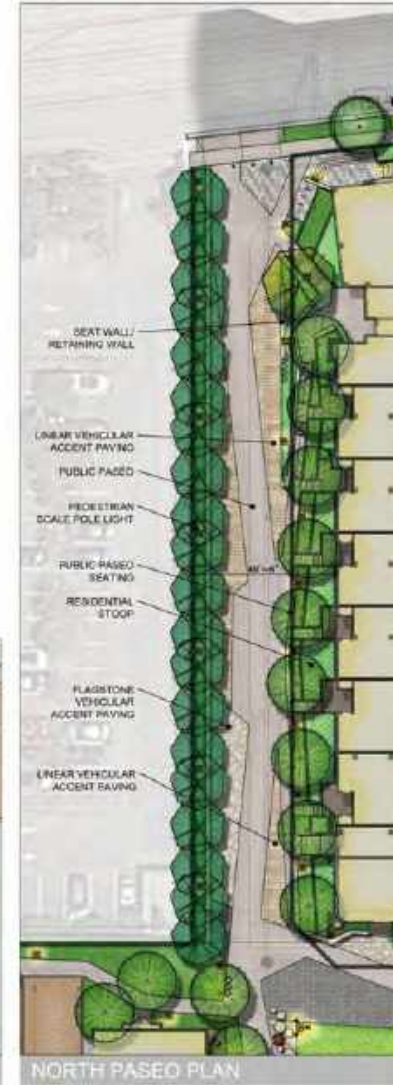 SEAT WALL/
RETAINING WALL
LINEAR VEHICULAR
ACCENT PAVING
PUBLIC PASEO
PEDESTRIAN
SCALE POLE LIGHT
PUBLIC PASEO
SEATING
RESIDENTIAL
STOOP
FLAGSTONE
VEHICULAR
ACCENT PAVING
LINEAR VEHICULAR
ACCENT PAVING
NORTH PASEO PLAN